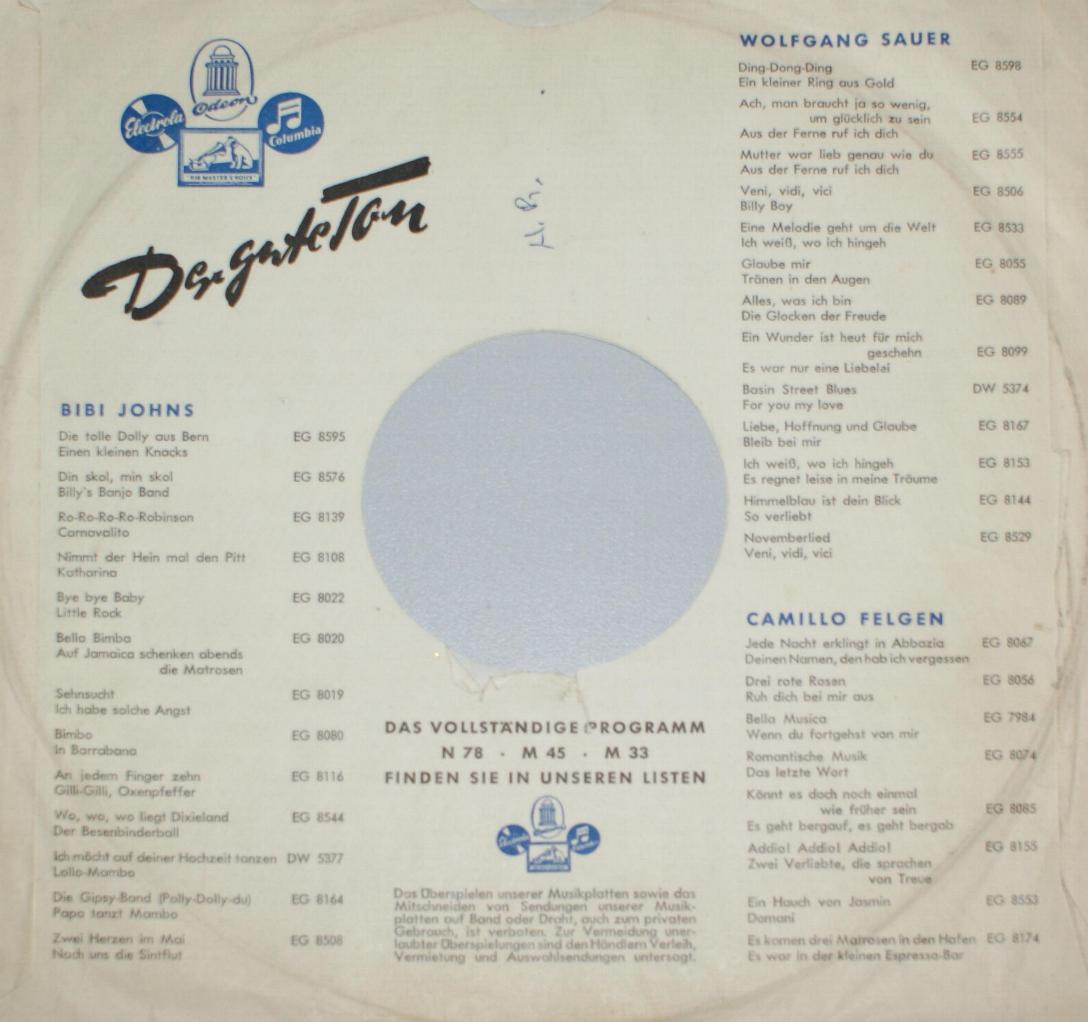 Odeon
Electrola
Columbia
"HIS MASTER'S VOICE"
Der gute Ton
BIBI JOHNS
Die tolle Dolly aus Bern EG 8595
Einen kleinen Knacks
Din skol, min skol EG 8576
Billy's Banjo Band
Ro-Ro-Ro-Ro-Robinson EG 8139
Carnavalito
Nimmt der Hein mal den Pitt EG 8108
Katharina
Bye bye Baby EG 8022
Little Rock
Bella Bimba EG 8020
Auf Jamaica schenken abends
die Matrosen
Sehnsucht EG 8019
Ich habe solche Angst
Bimbo EG 8080
In Barrabana
An jedem Finger zehn EG 8116
Gilli-Gilli, Oxenpfeffer
Wo, wo, wo liegt Dixieland EG 8544
Der Besenbinderball
Ich möcht auf deiner Hochzeit tanzen DW 5377
Lolla-Mambo
Die Gipsy-Band (Polly-Dolly-du) EG 8164
Papa tanzt Mambo
Zwei Herzen im Mai EG 8508
Nach uns die Sintflut
DAS VOLLSTÄNDIGE PROGRAMM
N 78 · M 45 · M 33
FINDEN SIE IN UNSEREN LISTEN
Das Überspielen unserer Musikplatten sowie das
Mitschneiden von Sendungen unserer Musik-
platten auf Band oder Draht, auch zum privaten
Gebrauch, ist verboten. Zur Vermeidung uner-
laubter Überspielungen sind den Händlern Verleih,
Vermietung und Auswahlsendungen untersagt.
WOLFGANG SAUER
Ding-Dong-Ding EG 8598
Ein kleiner Ring aus Gold
Ach, man braucht ja so wenig,
um glücklich zu sein EG 8554
Aus der Ferne ruf ich dich
Mutter war lieb genau wie du EG 8555
Aus der Ferne ruf ich dich
Veni, vidi, vici EG 8506
Billy Boy
Eine Melodie geht um die Welt EG 8533
Ich weiß, wo ich hingeh
Glaube mir EG 8055
Tränen in den Augen
Alles, was ich bin EG 8089
Die Glocken der Freude
Ein Wunder ist heut für mich
geschehn EG 8099
Es war nur eine Liebelei
Basin Street Blues DW 5374
For you my love
Liebe, Hoffnung und Glaube EG 8167
Bleib bei mir
Ich weiß, wo ich hingeh EG 8153
Es regnet leise in meine Träume
Himmelblau ist dein Blick EG 8144
So verliebt
Novemberlied EG 8529
Veni, vidi, vici
CAMILLO FELGEN
Jede Nacht erklingt in Abbazia EG 8067
Deinen Namen, den hab ich vergessen
Drei rote Rosen EG 8056
Ruh dich bei mir aus
Bella Musica EG 7984
Wenn du fortgehst von mir
Romantische Musik EG 8074
Das letzte Wort
Könnt es doch noch einmal
wie früher sein EG 8085
Es geht bergauf, es geht bergab
Addio! Addio! Addio! EG 8155
Zwei Verliebte, die sprachen
von Treue
Ein Hauch von Jasmin EG 8553
Domani
Es kamen drei Matrosen in den Hafen EG 8174
Es war in der kleinen Espresso-Bar